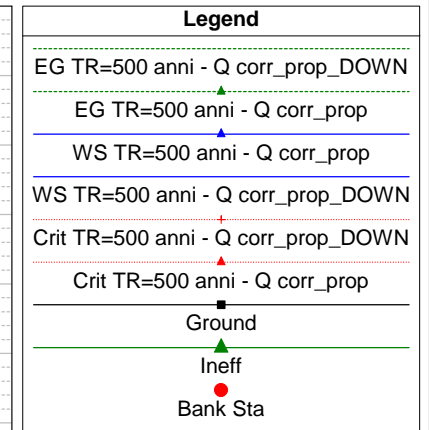 Legend
EG TR=500 anni - Q corr_prop_DOWN
EG TR=500 anni - Q corr_prop
WS TR=500 anni - Q corr_prop
WS TR=500 anni - Q corr_prop_DOWN
Crit TR=500 anni - Q corr_prop_DOWN
Crit TR=500 anni - Q corr_prop
Ground
Ineff
Bank Sta